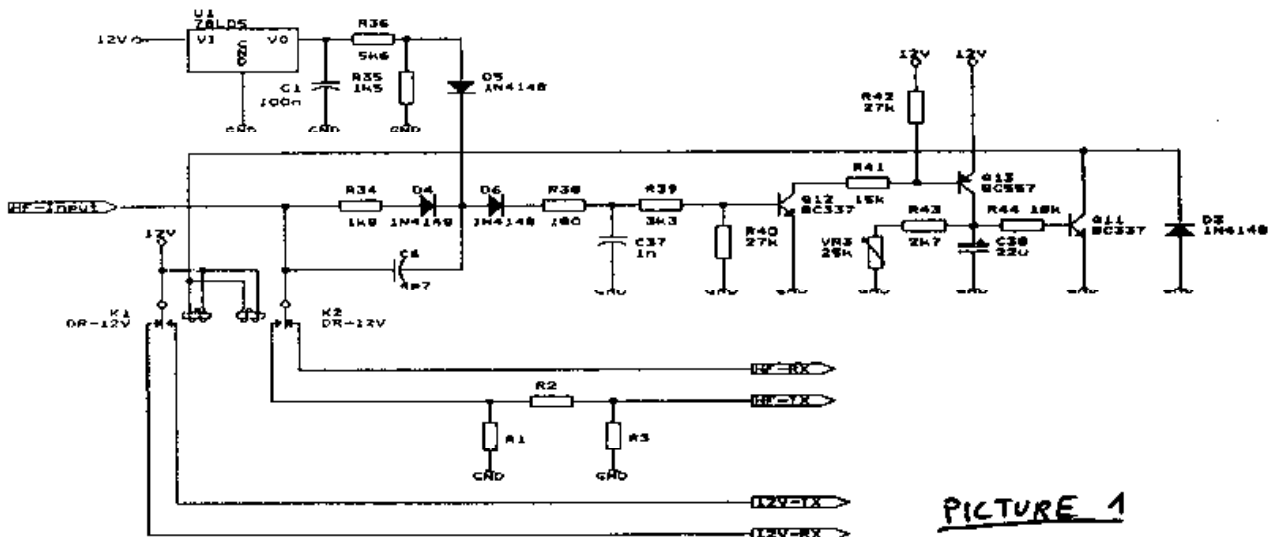 U1
78L05
12V
VI
VO
GND
R36
5k6
C1
100n
R35
1k5
D5
1N4148
GND
GND
GND
12V
12V
R42
27k
HF-Input
R34
1k8
D4
1N4148
D6
1N4148
R38
180
R39
3k3
Q12
BC337
R41
15k
Q13
BC557
C37
1n
R40
27k
VR3
25k
R43
2k7
R44 18k
C38
22u
Q11
BC337
D3
1N4148
12V
4p7
K1
DR-12V
K2
DR-12V
HF-RX
R2
HF-TX
R1
R3
GND
GND
12V-TX
12V-RX
PICTURE 1